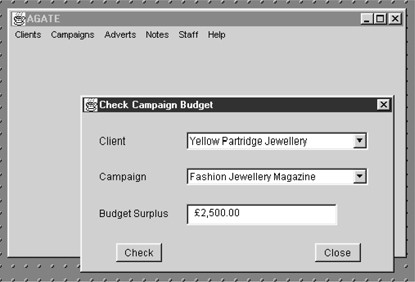 AGATE
Clients Campaigns Adverts Notes Staff Help
Check Campaign Budget
Client Yellow Partridge Jewellery
Campaign Fashion Jewellery Magazine
Budget Surplus £2,500.00
Check Close